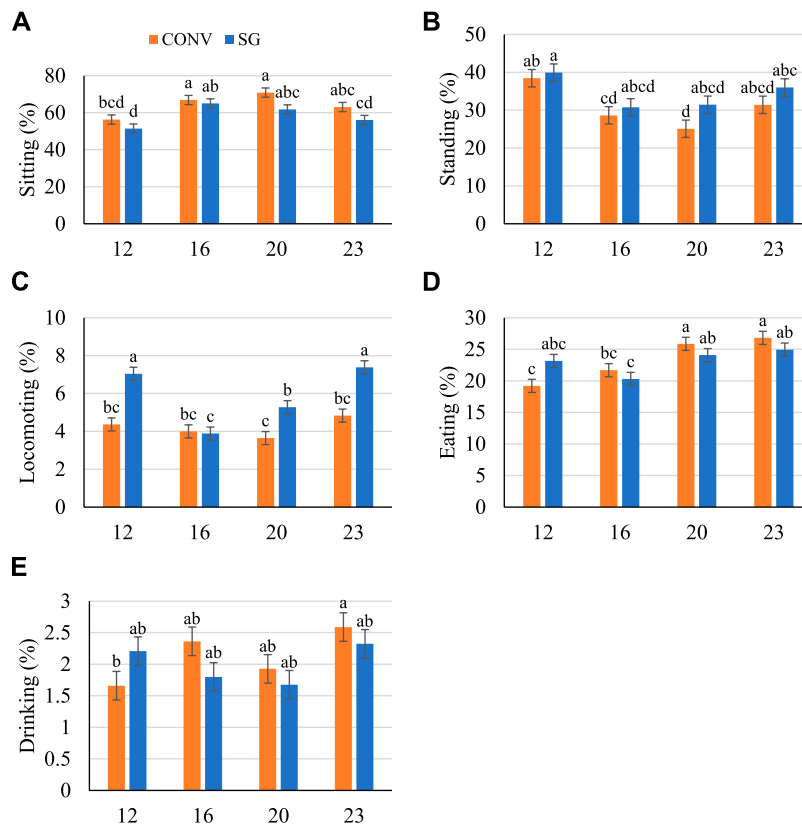 A
CONV SG
Sitting (%)
80
60
40
20
0
bcd d a ab a abc abc cd
12 16 20 23
B
Standing (%)
50
40
30
20
10
0
ab a cd abcd d abcd abcd abcd
12 16 20 23
C
Locomoting (%)
10
8
6
4
2
0
bc a bc c c b bc a
12 16 20 23
D
Eating (%)
30
25
20
15
10
5
0
c abc bc c a ab a ab
12 16 20 23
E
Drinking (%)
3
2.5
2
1.5
1
0.5
0
b ab ab ab ab ab a ab
12 16 20 23